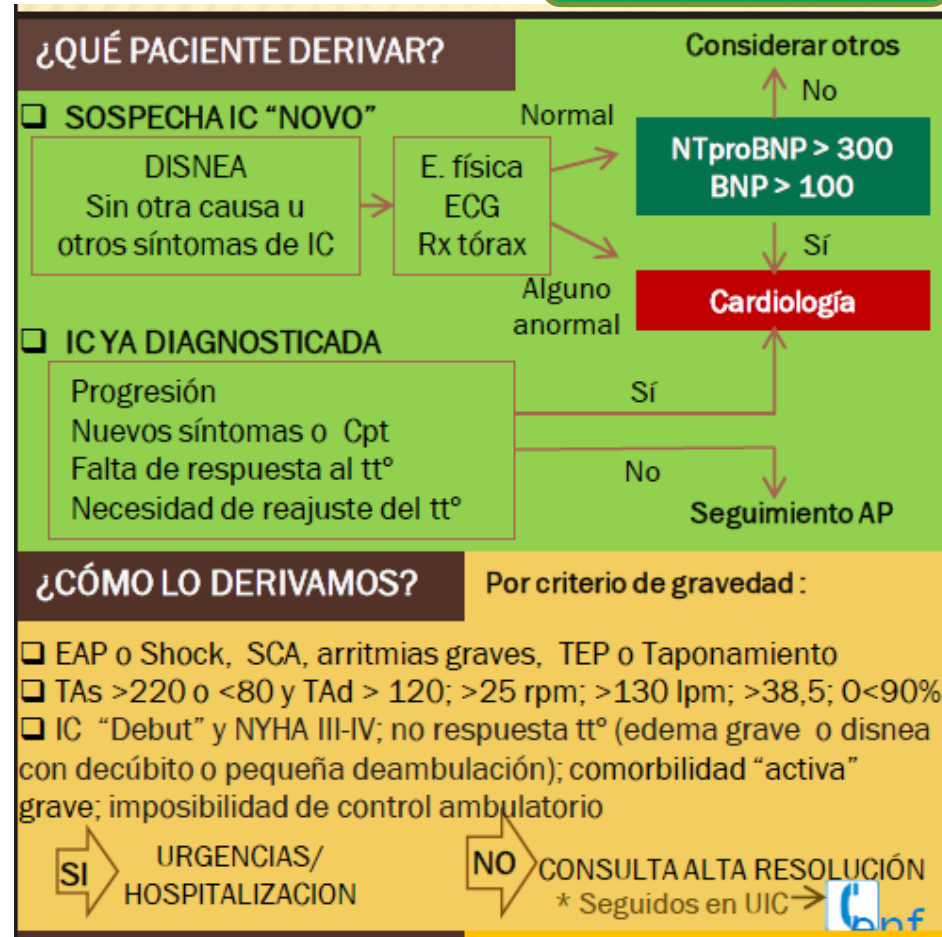 ¿QUÉ PACIENTE DERIVAR?
Considerar otros
No
❑ SOSPECHA IC “NOVO”
Normal
DISNEA
Sin otra causa u
otros síntomas de IC
E. física
ECG
Rx tórax
NTproBNP > 300
BNP > 100
Sí
Alguno
anormal
Cardiología
❑ IC YA DIAGNOSTICADA
Progresión
Nuevos síntomas o Cpt
Falta de respuesta al ttº
Necesidad de reajuste del ttº
Sí
No
Seguimiento AP
¿CÓMO LO DERIVAMOS?
Por criterio de gravedad :
❑ EAP o Shock, SCA, arritmias graves, TEP o Taponamiento
❑ TAs >220 o <80 y TAd > 120; >25 rpm; >130 lpm; >38,5; O<90%
❑ IC “Debut” y NYHA III-IV; no respuesta ttº (edema grave o disnea
con decúbito o pequeña deambulación); comorbilidad “activa”
grave; imposibilidad de control ambulatorio
SI
URGENCIAS/
HOSPITALIZACION
NO
CONSULTA ALTA RESOLUCIÓN
* Seguidos en UIC
enf